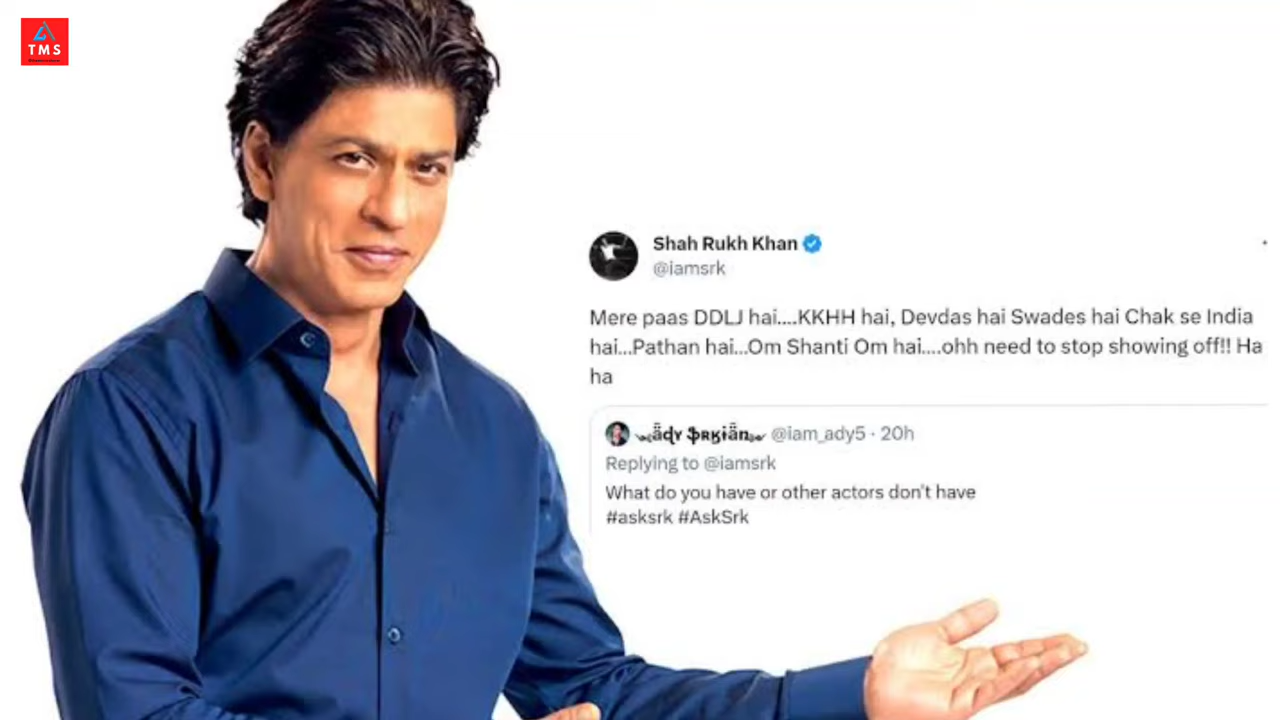 TMS
Shah Rukh Khan
@iamsrk
Mere paas DDLJ hai....KKHH hai, Devdas hai Swades hai Chak se India
hai...Pathan hai...Om Shanti Om hai....ohh need to stop showing off!! Ha
ha
@iam_ady5 · 20h
Replying to @iamsrk
What do you have or other actors don't have
#asksrk #AskSrk